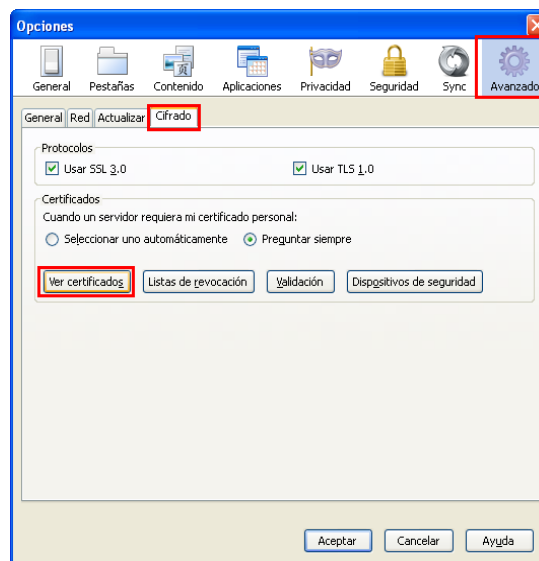 Opciones
General Pestañas Contenido Aplicaciones Privacidad Seguridad Sync Avanzado
General Red Actualizar Cifrado
Protocolos
Usar SSL 3.0 Usar TLS 1.0
Certificados
Cuando un servidor requiera mi certificado personal:
Seleccionar uno automáticamente Preguntar siempre
Ver certificados Listas de revocación Validación Dispositivos de seguridad
Aceptar Cancelar Ayuda